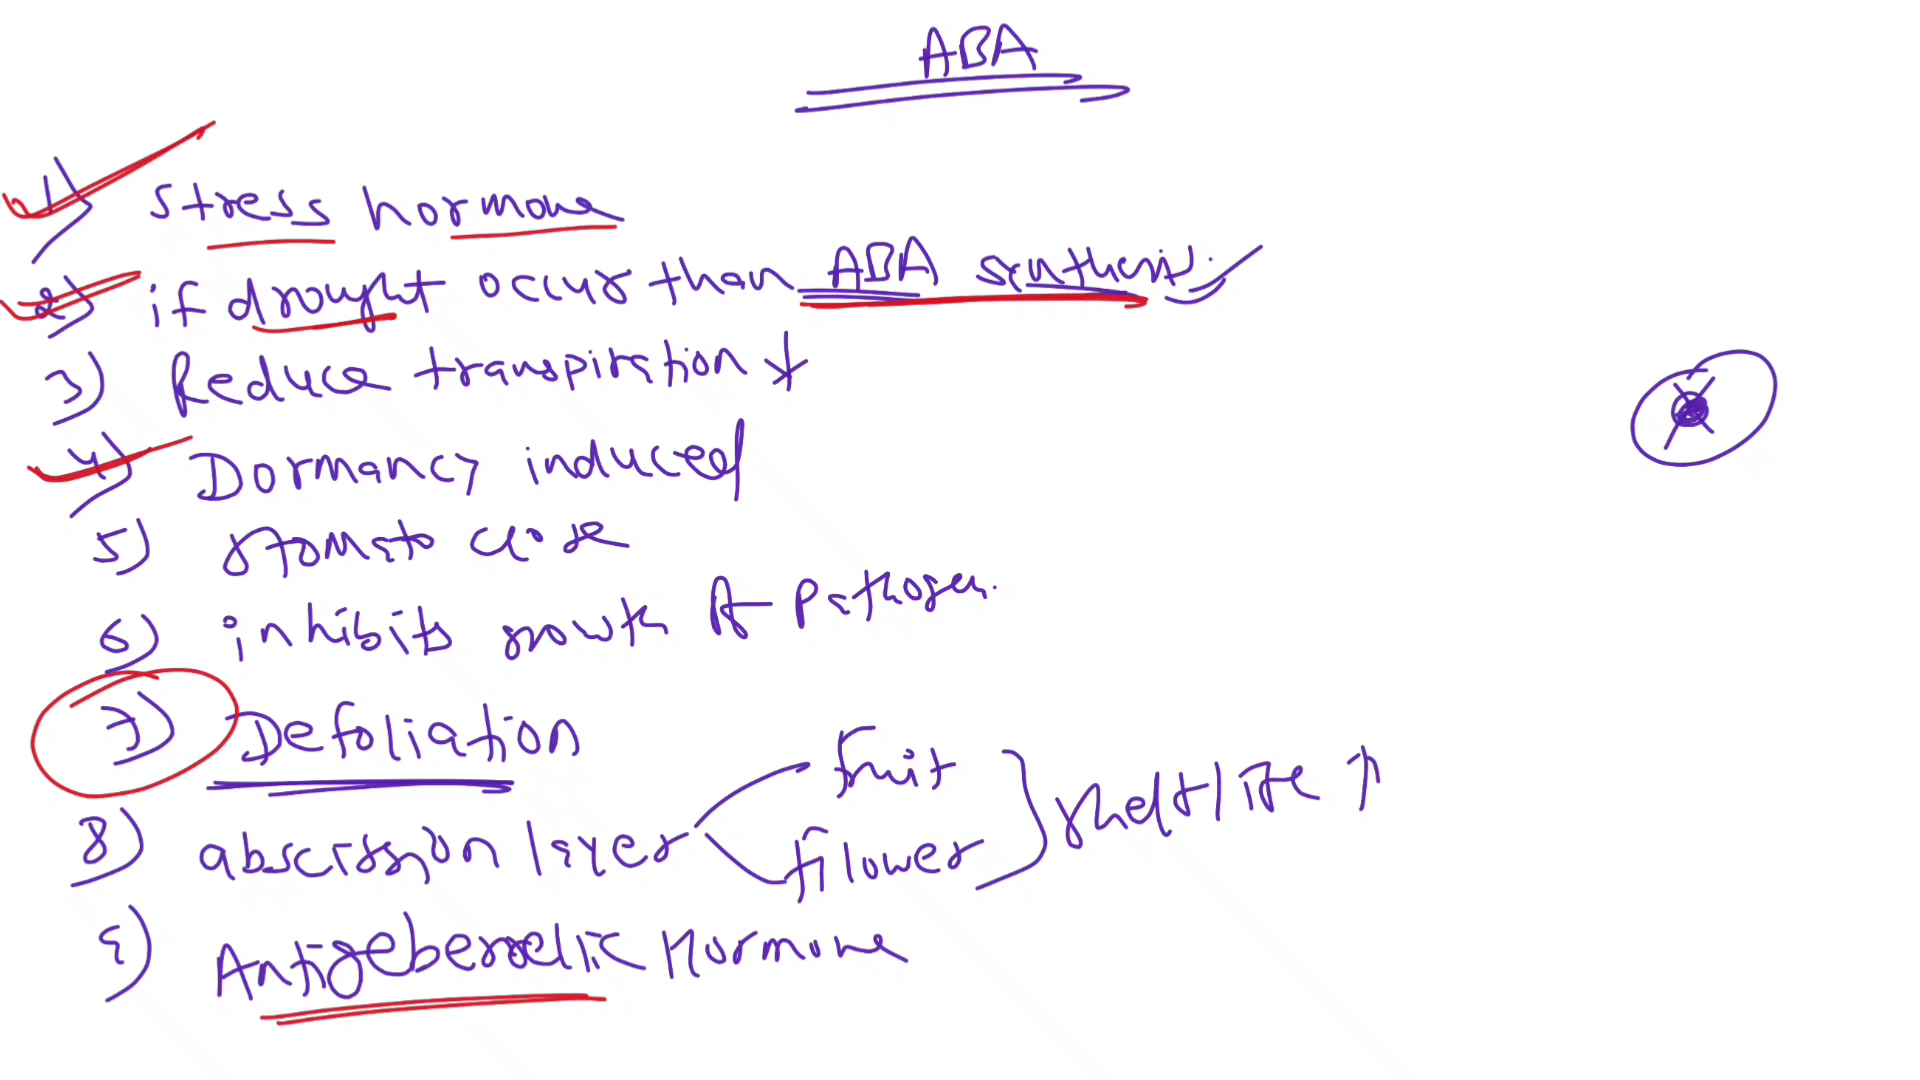 ABA
1) stress hormone
2) if drought occur than ABA synthesis.
3) Reduce transpiration ↓
4) Dormancy induced
5) stomato close
6) inhibits growth of pathogen.
7) Defoliation
8) abscission layer fruit flower } shelf life ↑
9) Antigeberrelic Hormone